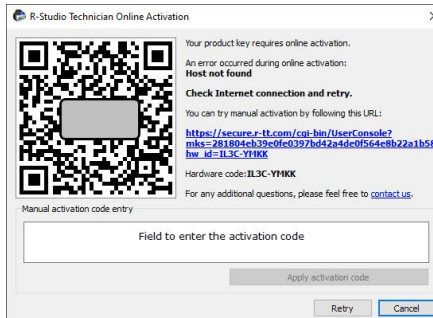 R-Studio Technician Online Activation
Your product key requires online activation.
An error occurred during online activation:
Host not found
Check Internet connection and retry.
You can try manual activation by following this URL:
https://secure.r-tt.com/cgi-bin/UserConsole?
mks=281804eb39e0fe0397bd42a4de0f564e8b22a1b58
hw_id=IL3C-YMKK
Hardware code:IL3C-YMKK
For any additional questions, please feel free to contact us.
Manual activation code entry
Field to enter the activation code
Apply activation code
Retry
Cancel